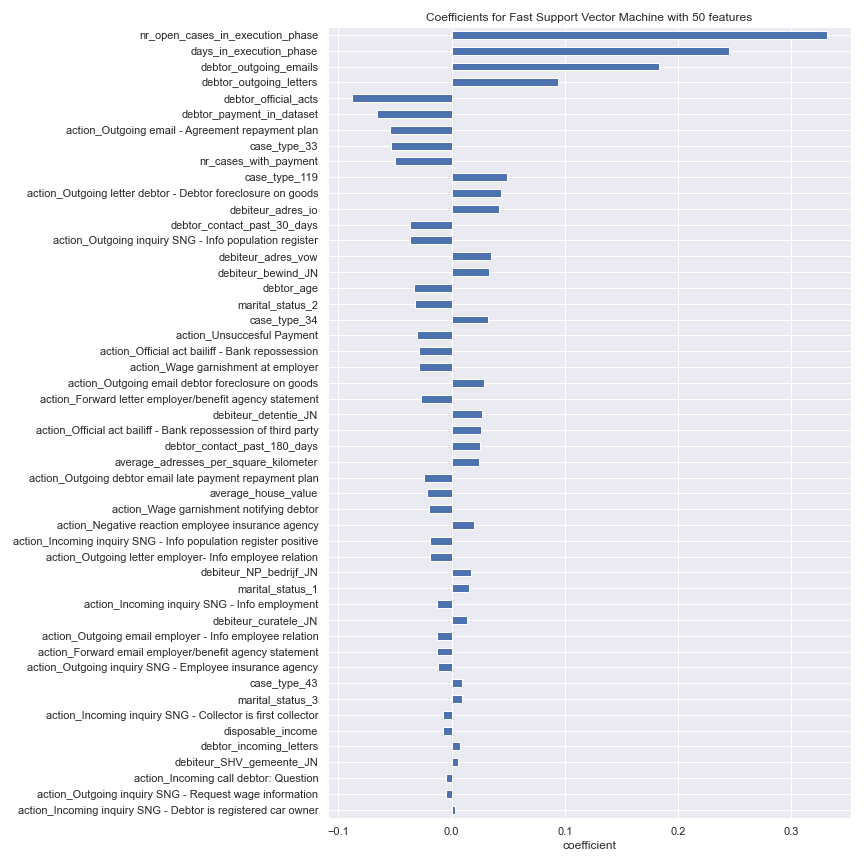 Coefficients for Fast Support Vector Machine with 50 features
nr_open_cases_in_execution_phase
days_in_execution_phase
debtor_outgoing_emails
debtor_outgoing_letters
debtor_official_acts
debtor_payment_in_dataset
action_Outgoing email - Agreement repayment plan
case_type_33
nr_cases_with_payment
case_type_119
action_Outgoing letter debtor - Debtor foreclosure on goods
debiteur_adres_io
debtor_contact_past_30_days
action_Outgoing inquiry SNG - Info population register
debiteur_adres_vow
debiteur_bewind_JN
debtor_age
marital_status_2
case_type_34
action_Unsuccesful Payment
action_Official act bailiff - Bank repossession
action_Wage garnishment at employer
action_Outgoing email debtor foreclosure on goods
action_Forward letter employer/benefit agency statement
debiteur_detentie_JN
action_Official act bailiff - Bank repossession of third party
debtor_contact_past_180_days
average_adresses_per_square_kilometer
action_Outgoing debtor email late payment repayment plan
average_house_value
action_Wage garnishment notifying debtor
action_Negative reaction employee insurance agency
action_Incoming inquiry SNG - Info population register positive
action_Outgoing letter employer- Info employee relation
debiteur_NP_bedrijf_JN
marital_status_1
action_Incoming inquiry SNG - Info employment
debiteur_curatele_JN
action_Outgoing email employer - Info employee relation
action_Forward email employer/benefit agency statement
action_Outgoing inquiry SNG - Employee insurance agency
case_type_43
marital_status_3
action_Incoming inquiry SNG - Collector is first collector
disposable_income
debtor_incoming_letters
debiteur_SHV_gemeente_JN
action_Incoming call debtor: Question
action_Outgoing inquiry SNG - Request wage information
action_Incoming inquiry SNG - Debtor is registered car owner
−0.1 0.0 0.1 0.2 0.3
coefficient